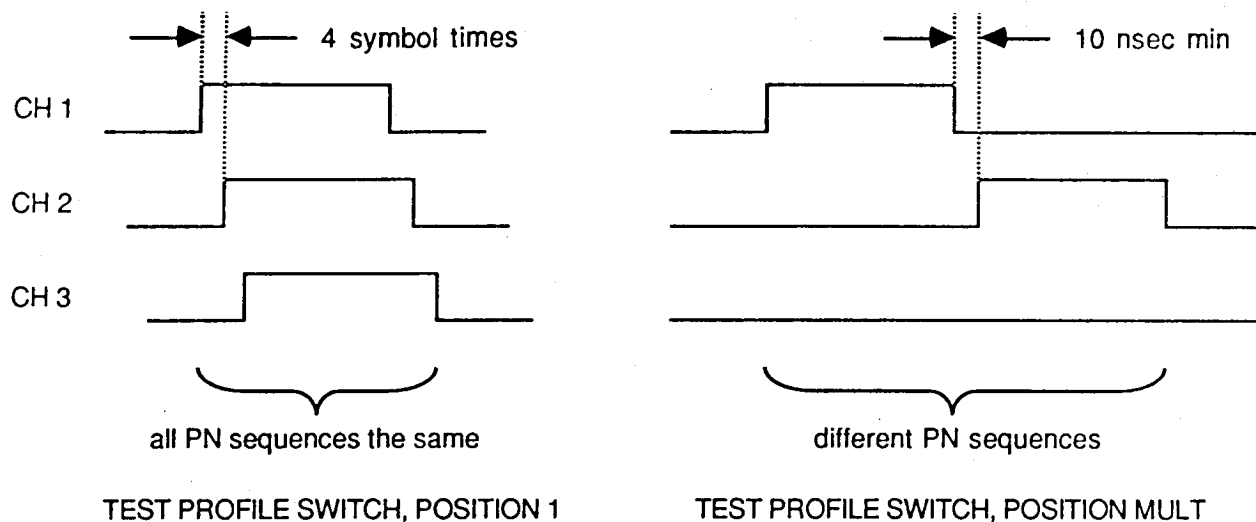 4 symbol times
10 nsec min
CH 1
CH 2
CH 3
all PN sequences the same
different PN sequences
TEST PROFILE SWITCH, POSITION 1
TEST PROFILE SWITCH, POSITION MULT